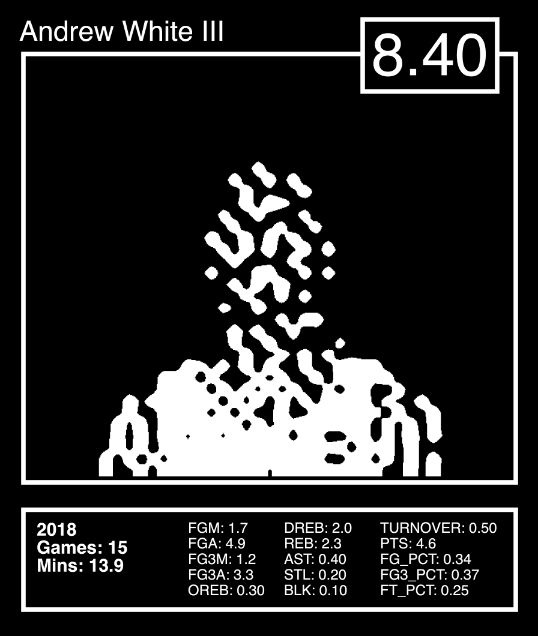 Andrew White III
8.40
2018
Games: 15
Mins: 13.9
FGM: 1.7
FGA: 4.9
FG3M: 1.2
FG3A: 3.3
OREB: 0.30
DREB: 2.0
REB: 2.3
AST: 0.40
STL: 0.20
BLK: 0.10
TURNOVER: 0.50
PTS: 4.6
FG_PCT: 0.34
FG3_PCT: 0.37
FT_PCT: 0.25